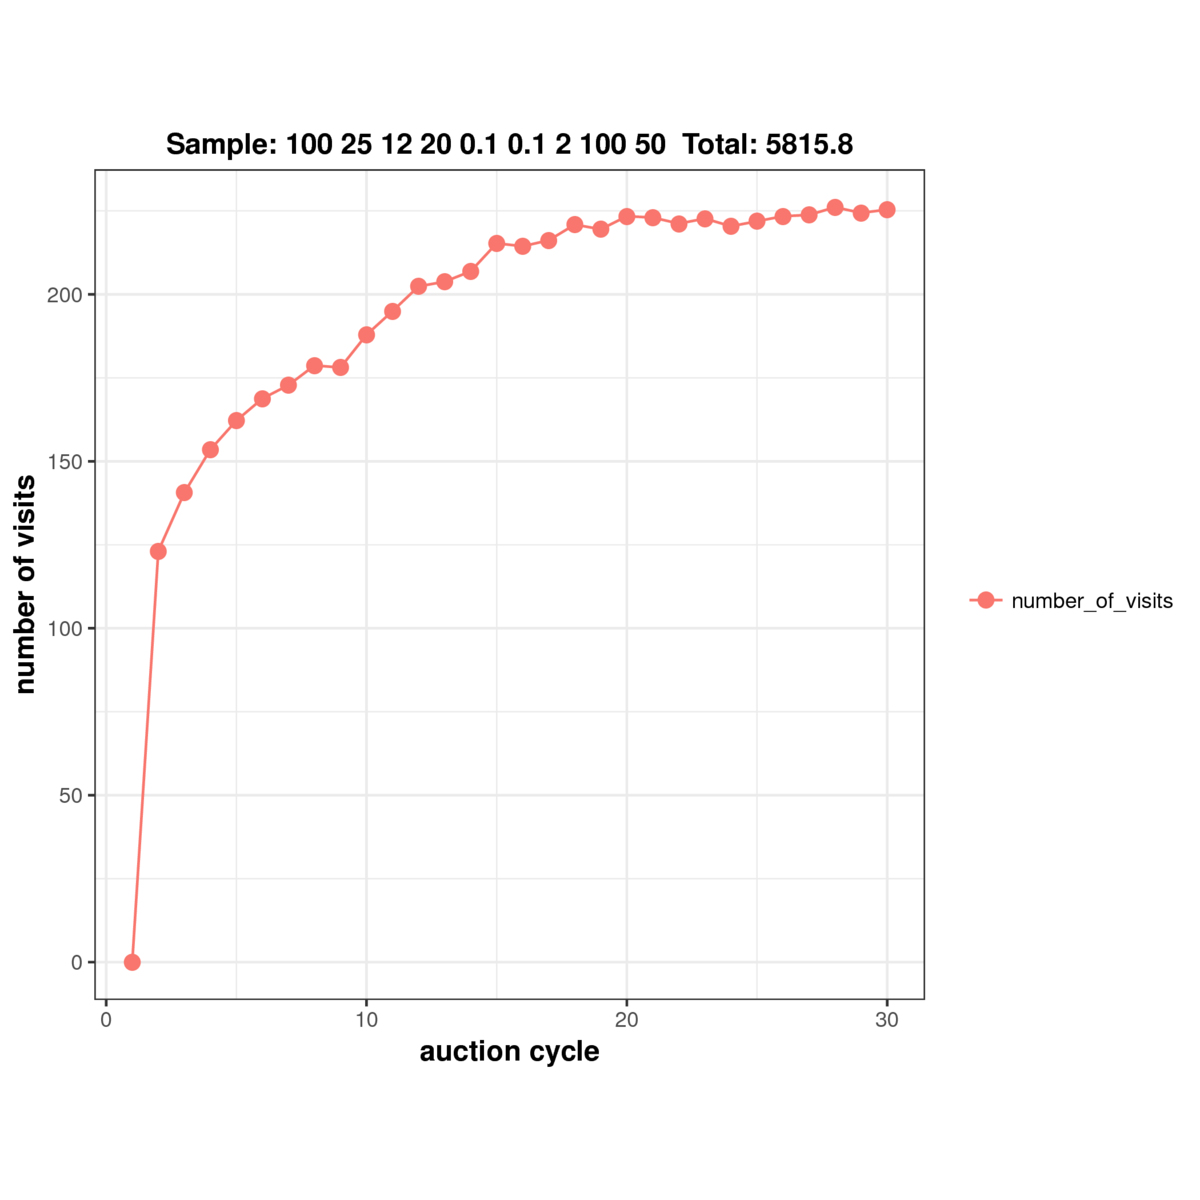 Sample: 100 25 12 20 0.1 0.1 2 100 50  Total: 5815.8
number of visits
200
150
100
50
0
0 10 20 30
auction cycle
number_of_visits